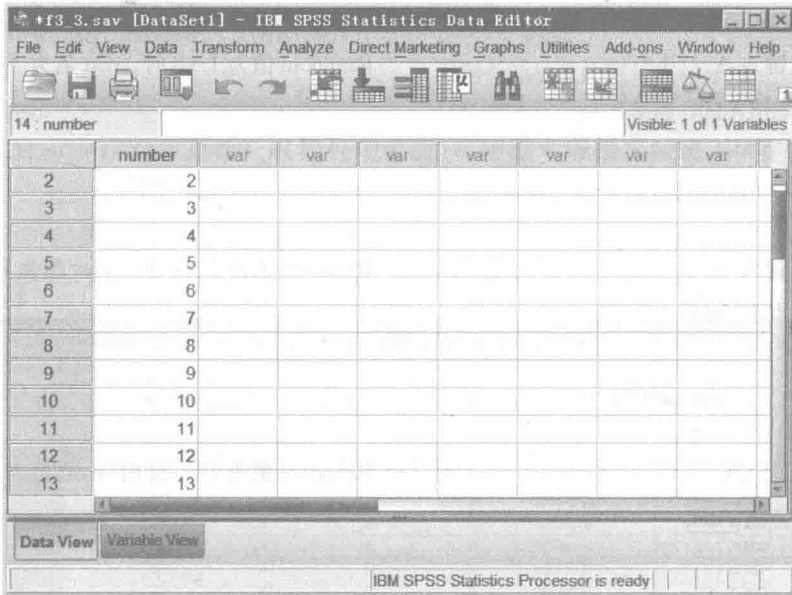 *f3_3.sav [DataSet1] - IBM SPSS Statistics Data Editor
File Edit View Data Transform Analyze Direct Marketing Graphs Utilities Add-ons Window Help
1
14 : number Visible: 1 of 1 Variables
number var var var var var var var
2 2
3 3
4 4
5 5
6 6
7 7
8 8
9 9
10 10
11 11
12 12
13 13
Data View Variable View
IBM SPSS Statistics Processor is ready